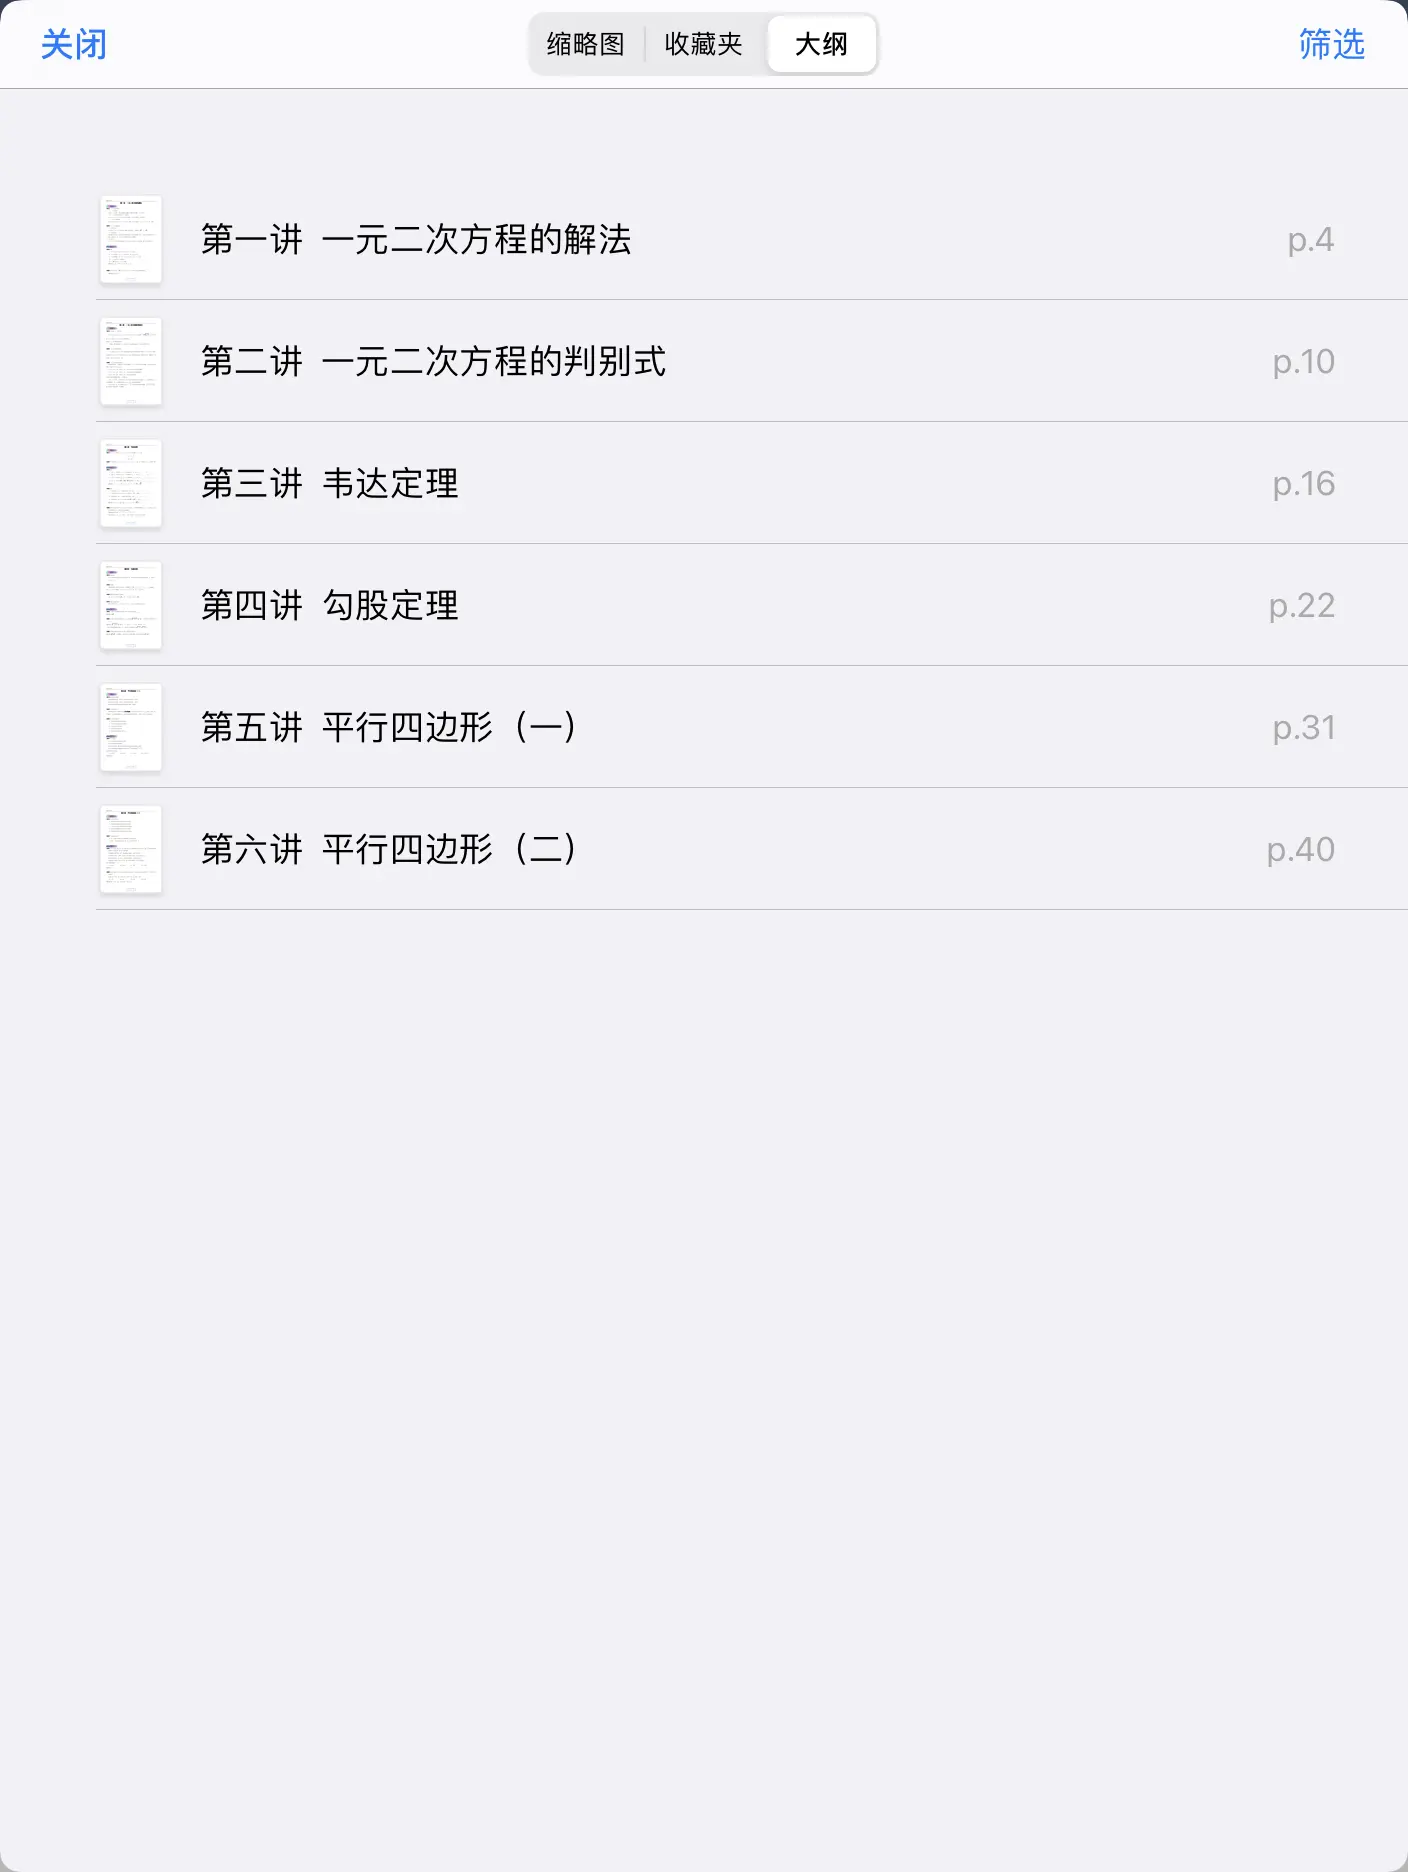 关闭
缩略图 收藏夹 大纲
筛选
第一讲 一元二次方程的解法 p.4
第二讲 一元二次方程的判别式 p.10
第三讲 韦达定理 p.16
第四讲 勾股定理 p.22
第五讲 平行四边形（一） p.31
第六讲 平行四边形（二） p.40